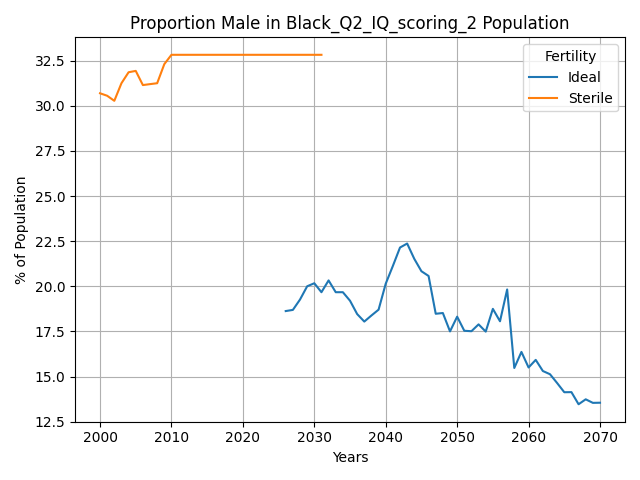 Proportion Male in Black_Q2_IQ_scoring_2 Population
% of Population
32.5
30.0
27.5
25.0
22.5
20.0
17.5
15.0
12.5
Fertility
Ideal
Sterile
2000 2010 2020 2030 2040 2050 2060 2070
Years